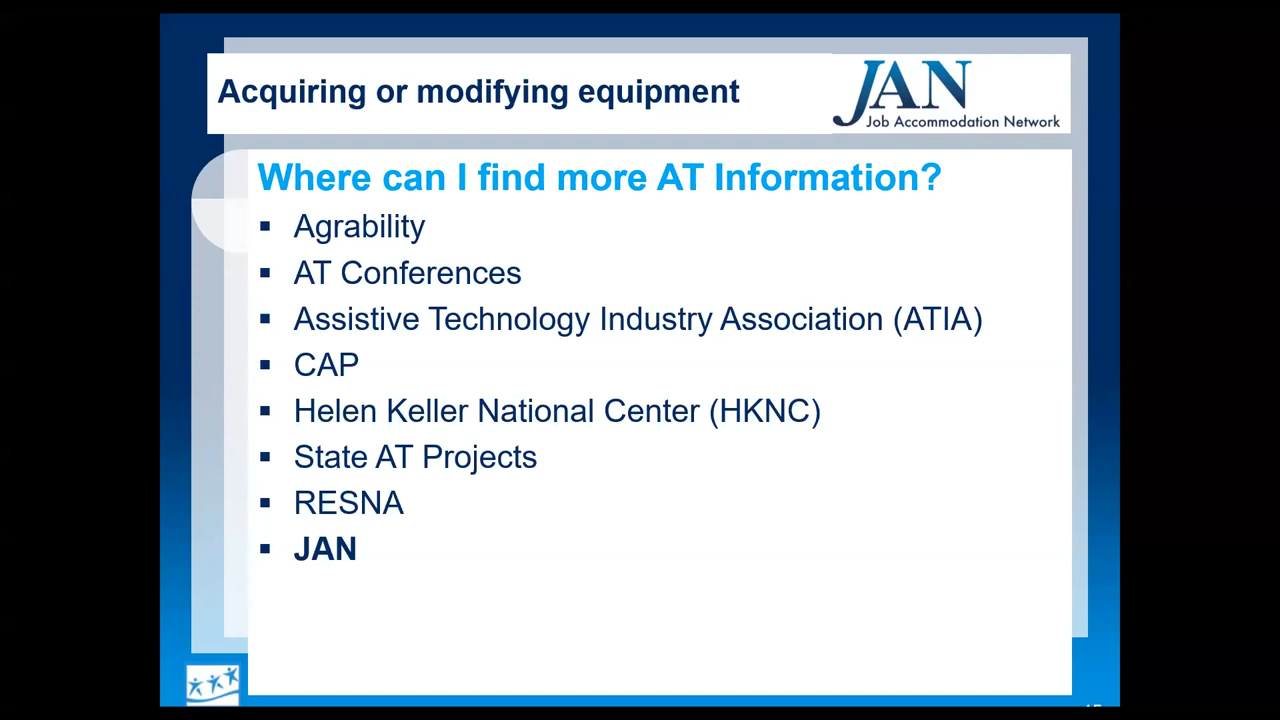 Acquiring or modifying equipment
JAN
Job Accommodation Network
Where can I find more AT Information?
▪ Agrability
▪ AT Conferences
▪ Assistive Technology Industry Association (ATIA)
▪ CAP
▪ Helen Keller National Center (HKNC)
▪ State AT Projects
▪ RESNA
▪ JAN